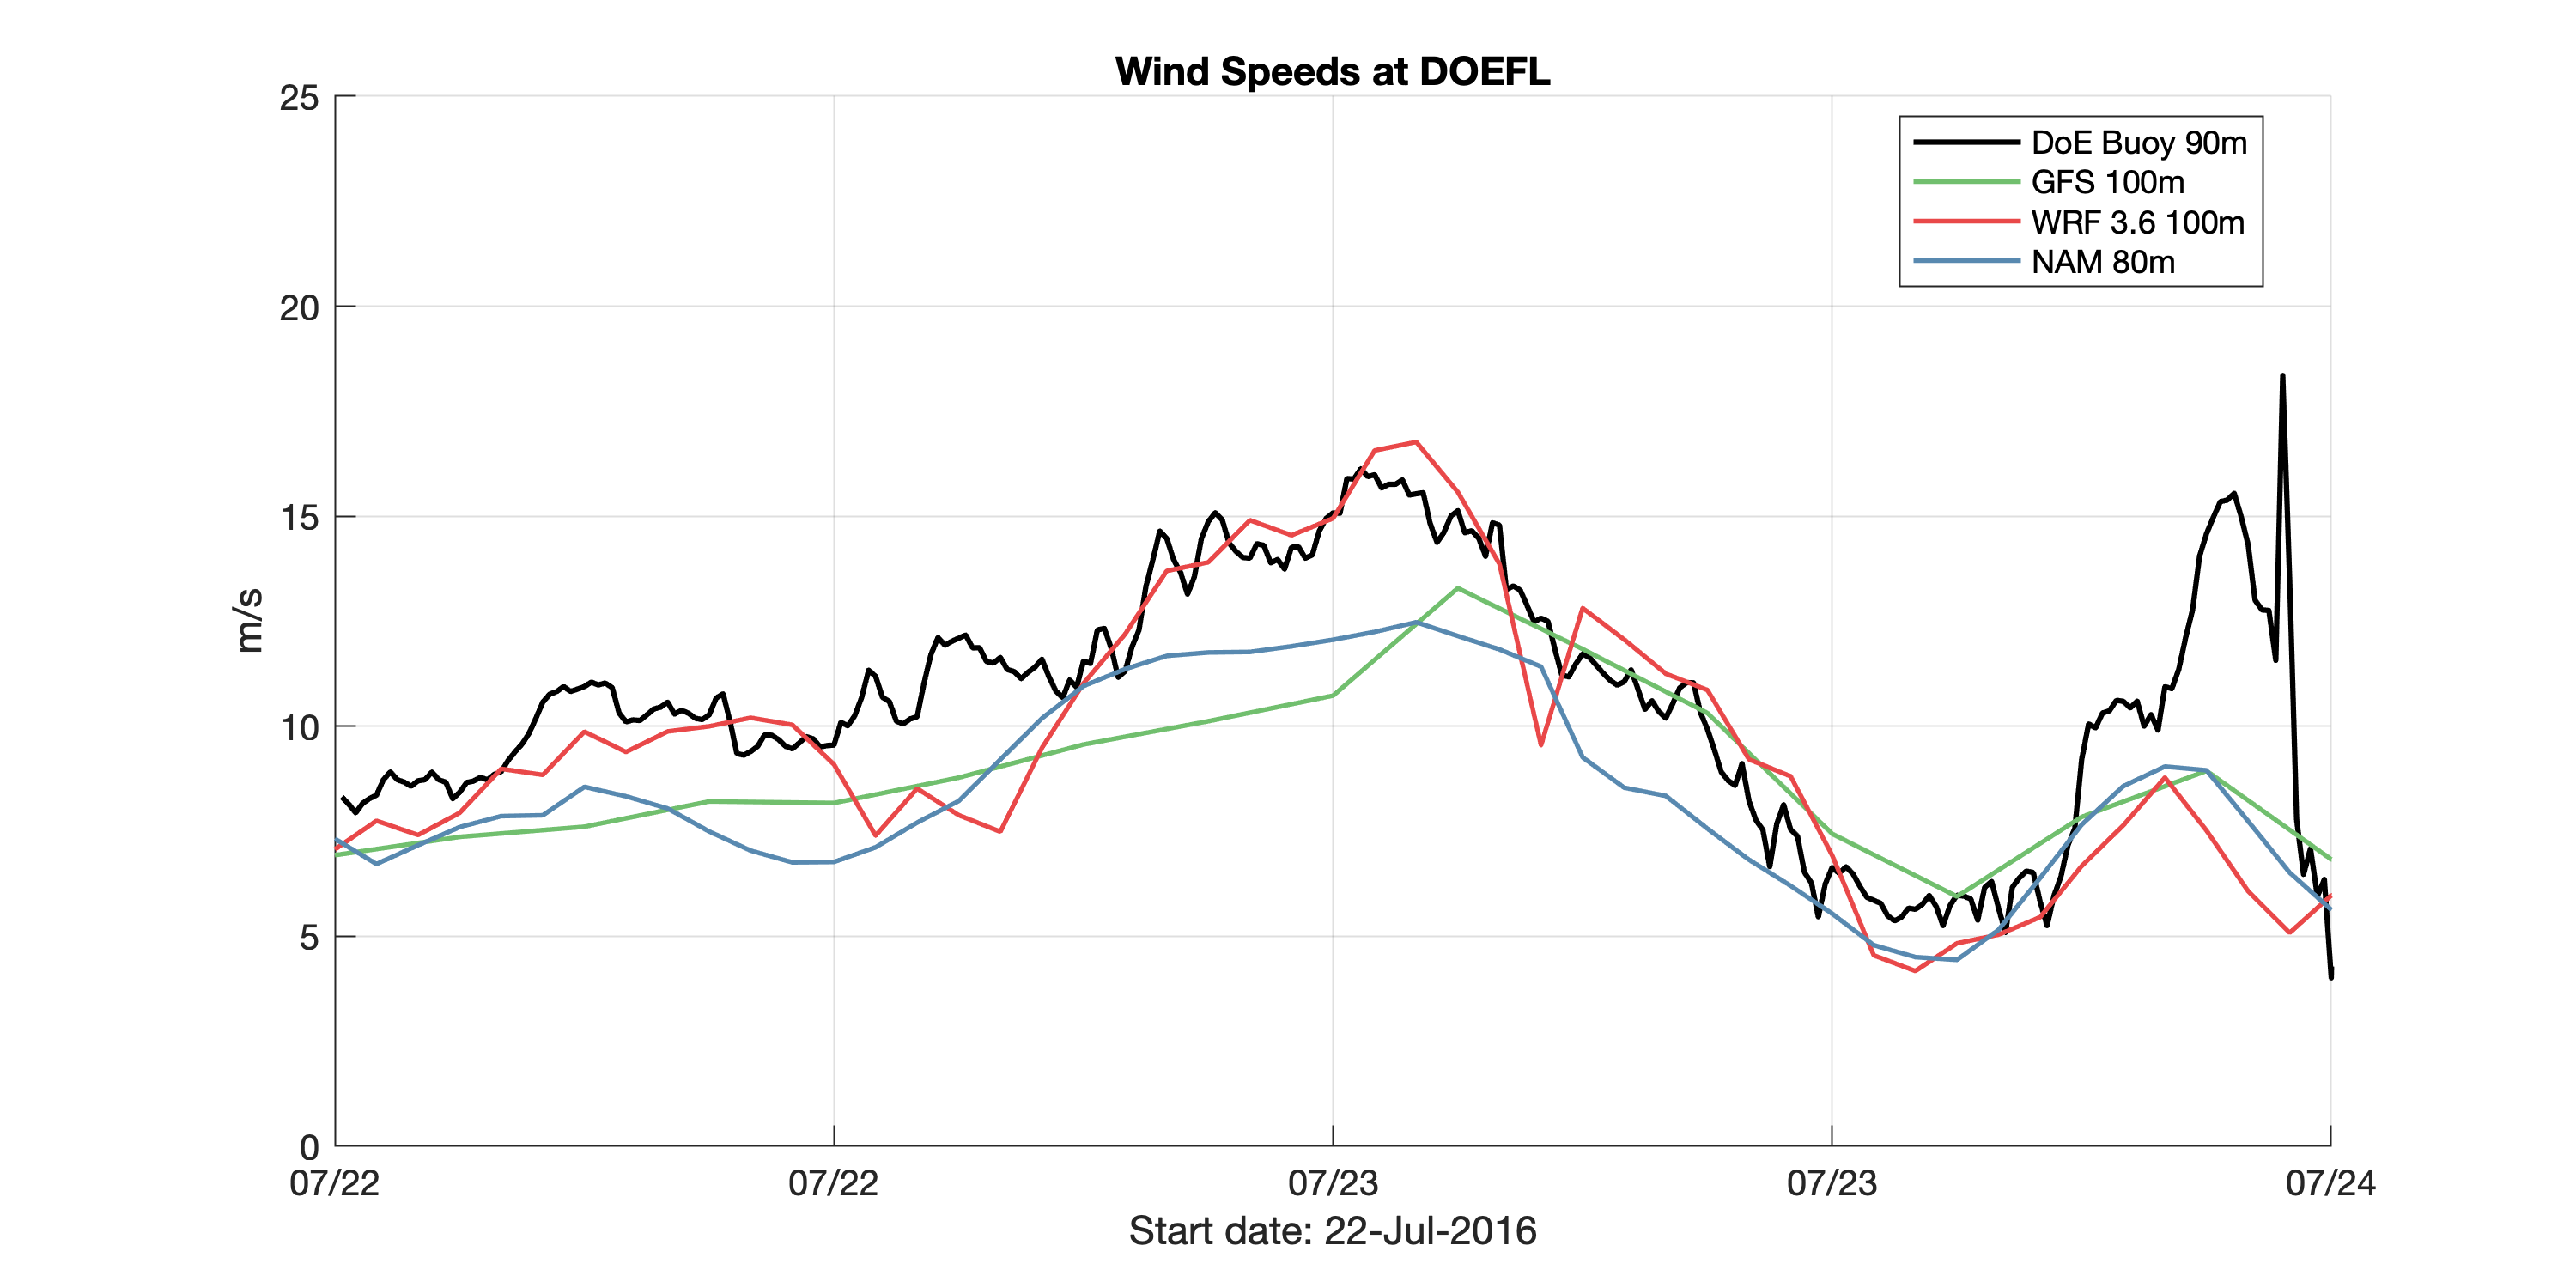 Wind Speeds at DOEFL
25
20
15
10
5
0
m/s
DoE Buoy 90m
GFS 100m
WRF 3.6 100m
NAM 80m
07/22 07/22 07/23 07/23 07/24
Start date: 22-Jul-2016